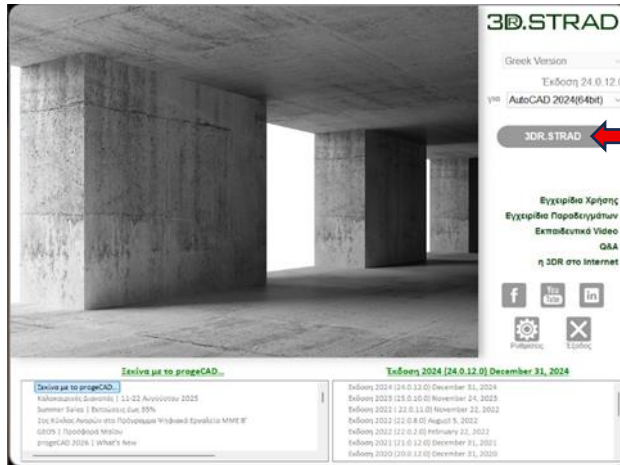 3DR.STRAD
Greek Version
Έκδοση 24.0.12.0
για AutoCAD 2024(64bit)
3DR.STRAD
Εγχειρίδια Χρήσης
Εγχειρίδια Παραδειγμάτων
Εκπαιδευτικά Video
Q&A
η 3DR στο Internet
f
You Tube
in
Ρυθμίσεις
Έξοδος
Ξεκίνα με το progeCAD...
Ξεκίνα με το progeCAD...
Καλοκαιρινές Διακοπές | 11-22 Αυγούστου 2025
Summer Sales | Εκπτώσεις έως 35%
2ος Κύκλος Αγορών στο Πρόγραμμα Ψηφιακά Εργαλεία ΜΜΕ Β'
GEO5 | Προσφορά Μαΐου
progeCAD 2026 | What's New
Έκδοση 2024 (24.0.12.0) December 31, 2024
Έκδοση 2024 (24.0.12.0) December 31, 2024
Έκδοση 2023 (23.0.10.0) November 24, 2023
Έκδοση 2022 ( 22.0.11.0) November 22, 2022
Έκδοση 2022 (22.0.8.0) August 5, 2022
Έκδοση 2022 (22.0.2.0) February 22, 2022
Έκδοση 2021 (21.0.12.0) December 31, 2021
Έκδοση 2020 (20.0.12.0) December 31, 2020